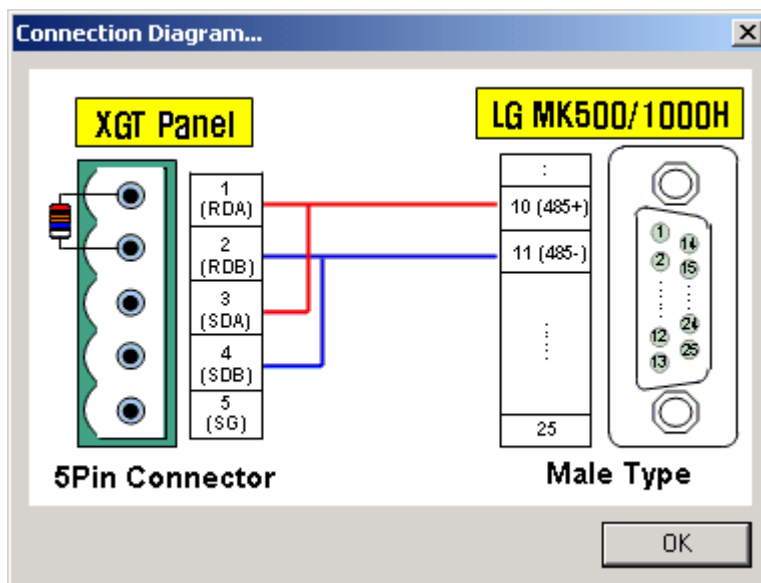 Connection Diagram...
XGT Panel
LG MK500/1000H
1
(RDA)
2
(RDB)
3
(SDA)
4
(SDB)
5
(SG)
:
10 (485+)
11 (485-)
25
1
14
2
15
12
24
13
25
5Pin Connector
Male Type
OK